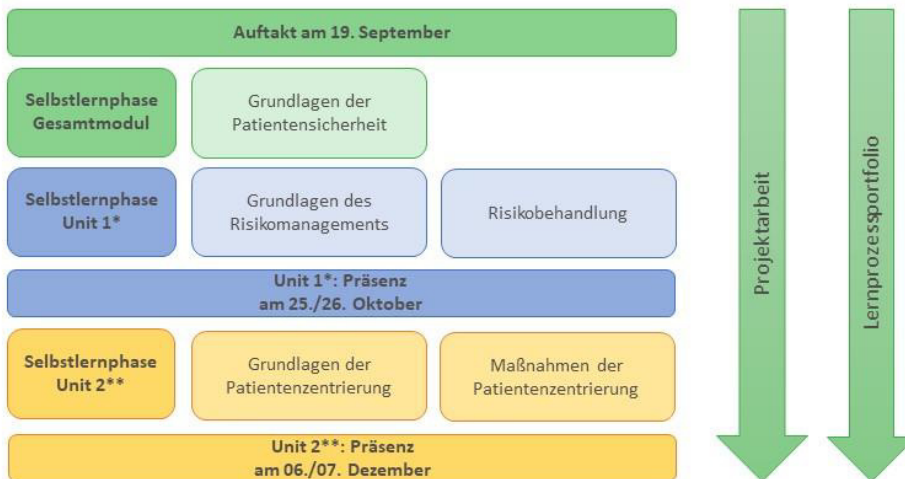 Auftakt am 19. September
Selbstlernphase
Gesamtmodul
Grundlagen der
Patientensicherheit
Selbstlernphase
Unit 1*
Grundlagen des
Risikomanagements
Risikobehandlung
Unit 1*: Präsenz
am 25./26. Oktober
Selbstlernphase
Unit 2**
Grundlagen der
Patientenzentrierung
Maßnahmen der
Patientenzentrierung
Unit 2**: Präsenz
am 06./07. Dezember
Projektarbeit
Lernprozessportfolio